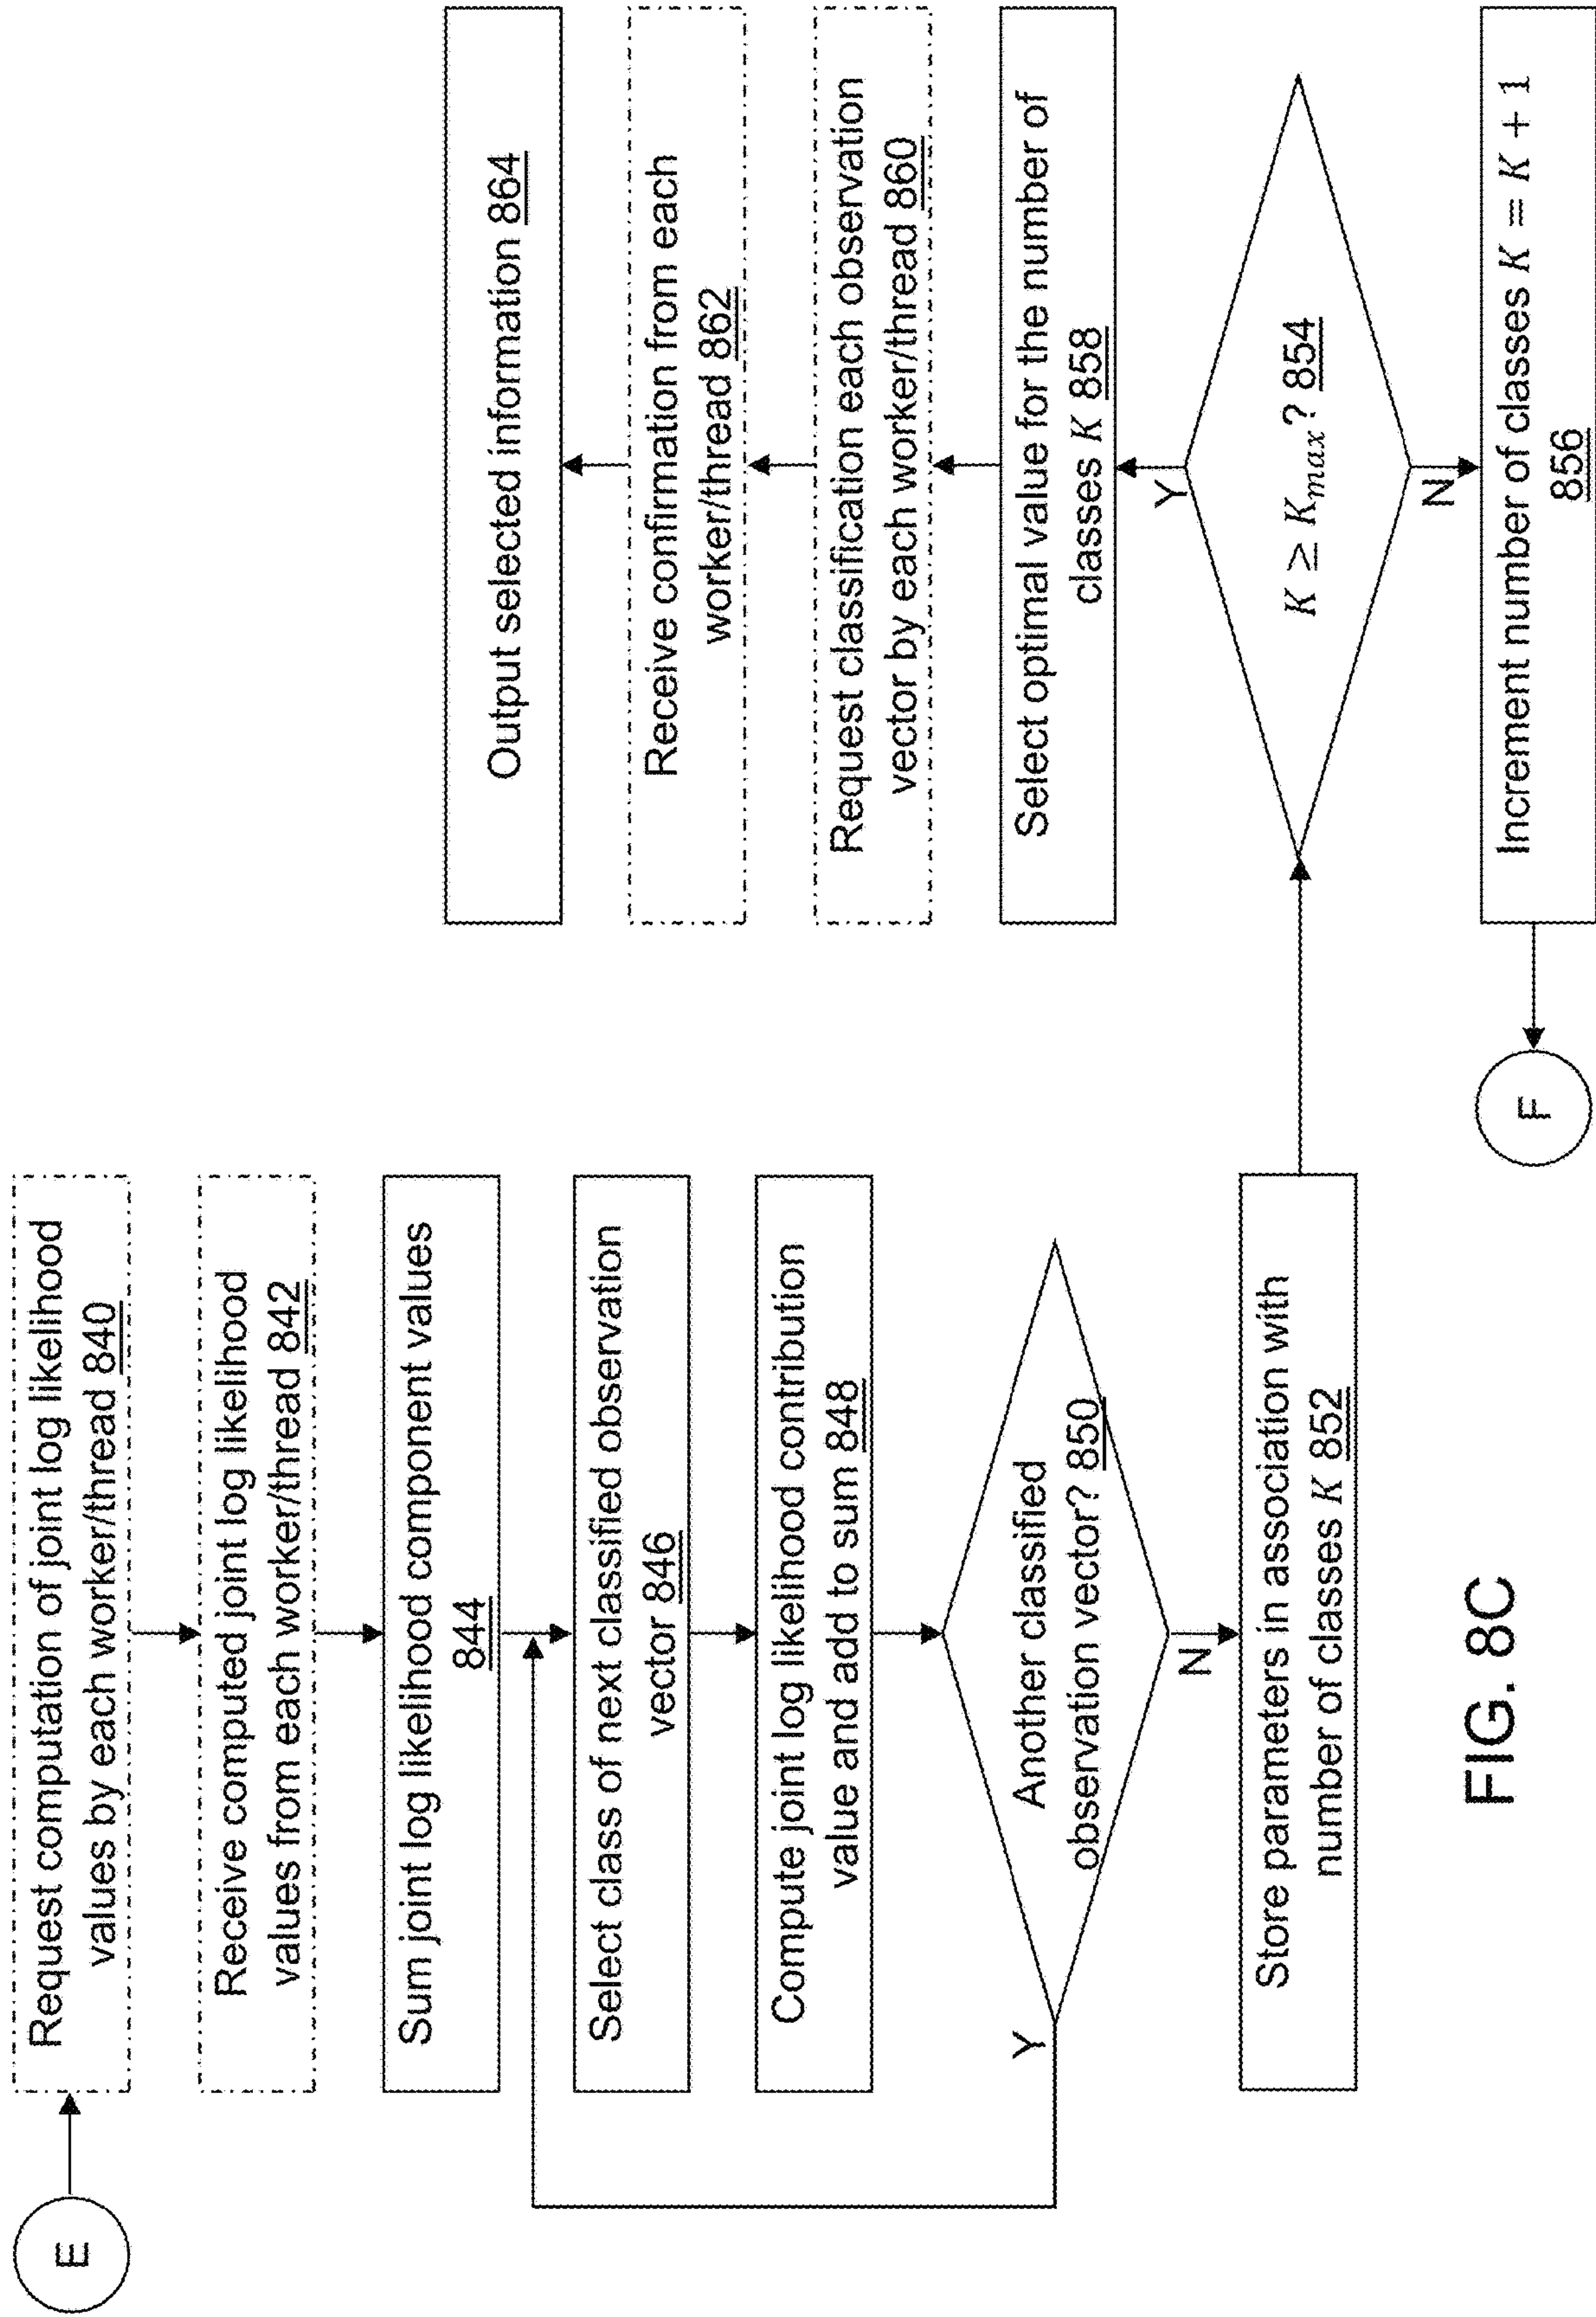 E
Request computation of joint log likelihood
values by each worker/thread 840
Receive computed joint log likelihood
values from each worker/thread 842
Sum joint log likelihood component values
844
Select class of next classified observation
vector 846
Compute joint log likelihood contribution
value and add to sum 848
Another classified
observation vector? 850
Y
N
Store parameters in association with
number of classes K 852
Output selected information 864
Receive confirmation from each
worker/thread 862
Request classification each observation
vector by each worker/thread 860
Select optimal value for the number of
classes K 858
Y
K ≥ Kmax? 854
N
Increment number of classes K = K + 1
856
F
FIG. 8C